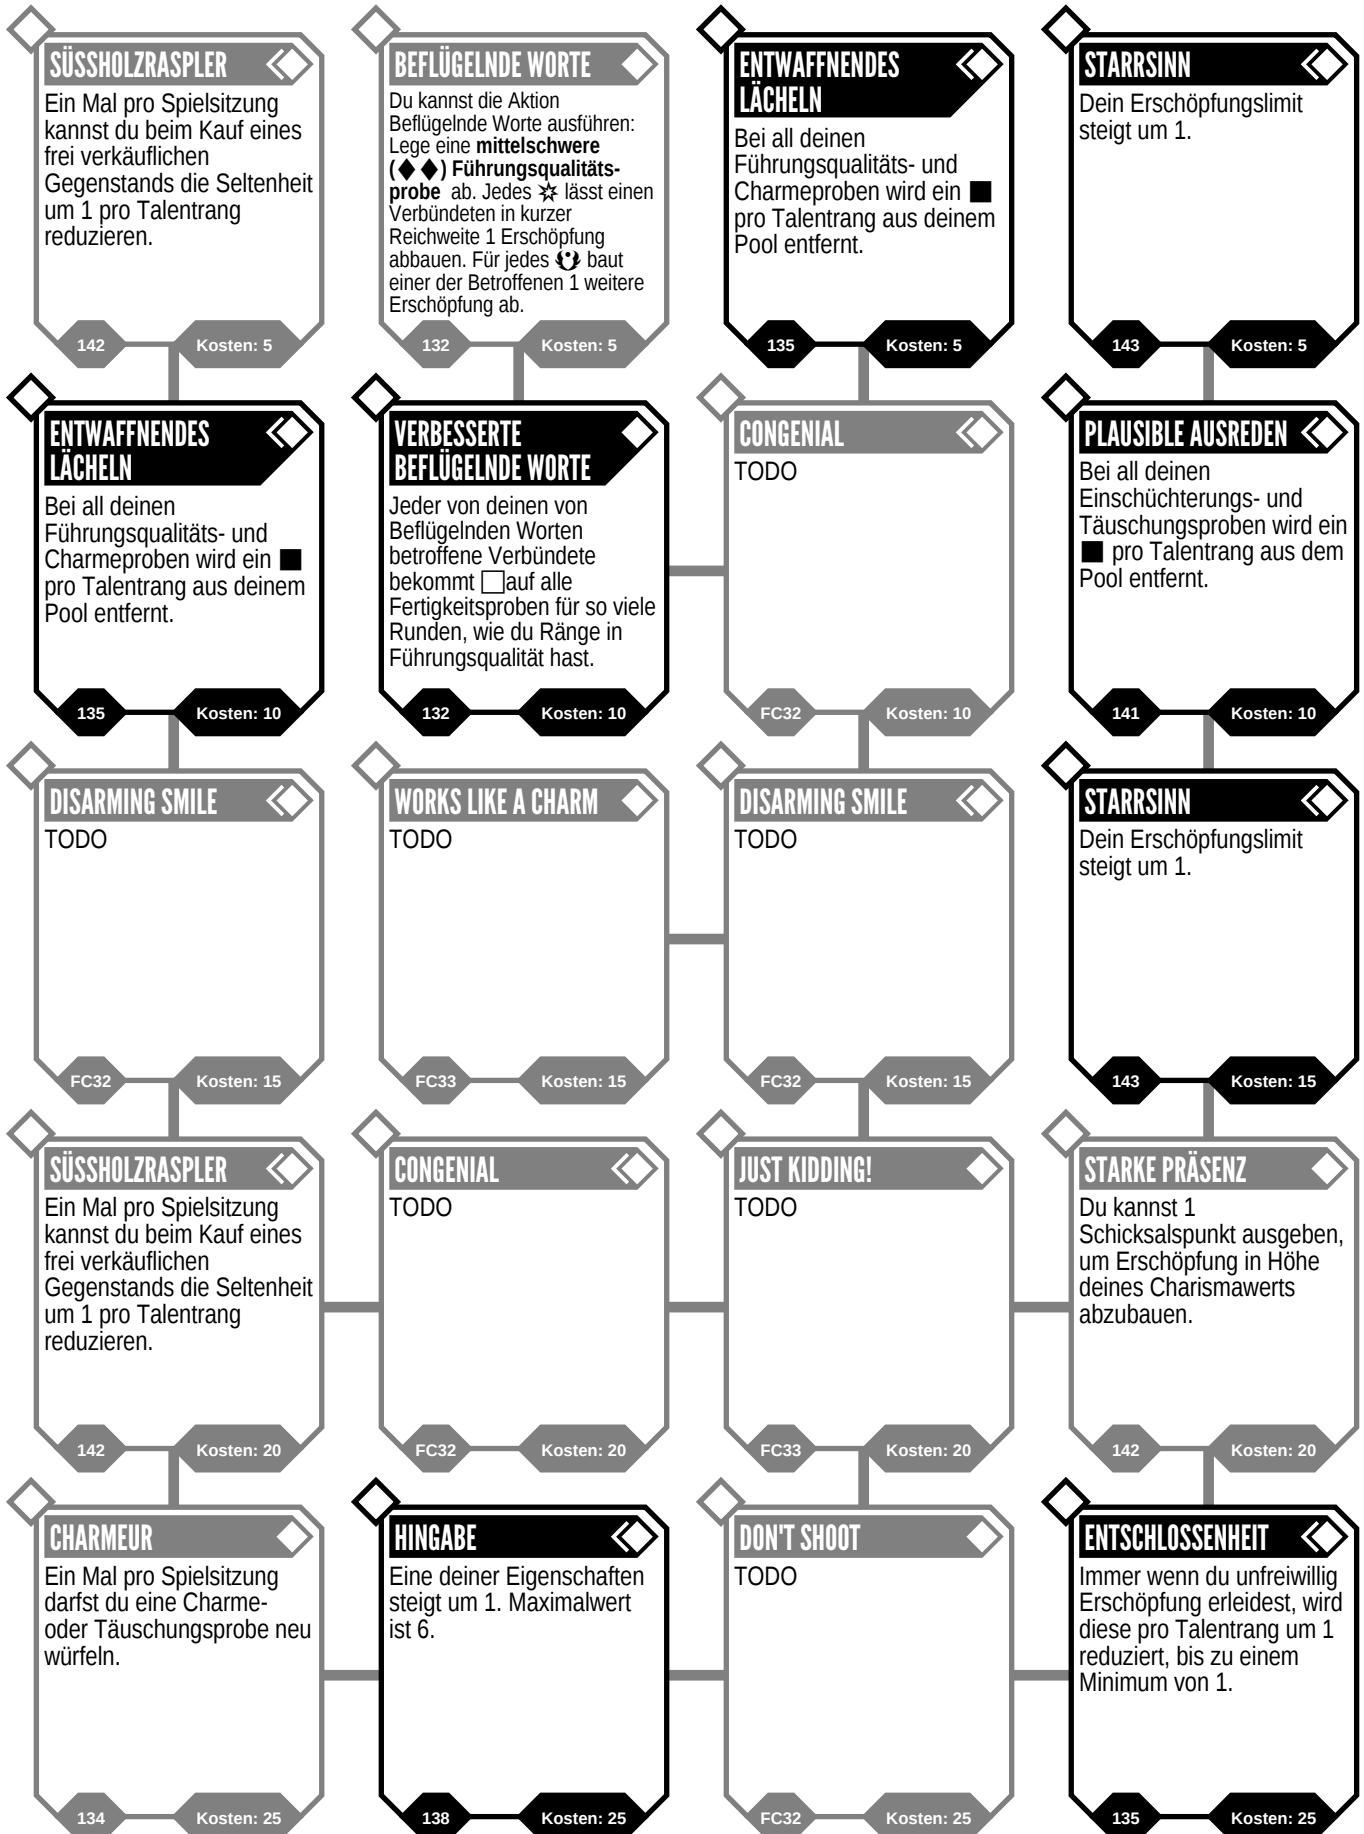 SÜSSHOLZRASPLER
Ein Mal pro Spielsitzung
kannst du beim Kauf eines
frei verkäuflichen
Gegenstands die Seltenheit
um 1 pro Talentrang
reduzieren.
142
Kosten: 5
BEFLÜGELNDE WORTE
Du kannst die Aktion
Beflügelnde Worte ausführen:
Lege eine mittelschwere
(♦ ♦) Führungsqualitäts-
probe ab. Jedes lässt einen
Verbündeten in kurzer
Reichweite 1 Erschöpfung
abbauen. Für jedes baut
einer der Betroffenen 1 weitere
Erschöpfung ab.
132
Kosten: 5
ENTWAFFNENDES
LÄCHELN
Bei all deinen
Führungsqualitäts- und
Charmeproben wird ein ■
pro Talentrang aus deinem
Pool entfernt.
135
Kosten: 5
STARRSINN
Dein Erschöpfungslimit
steigt um 1.
143
Kosten: 5
ENTWAFFNENDES
LÄCHELN
Bei all deinen
Führungsqualitäts- und
Charmeproben wird ein ■
pro Talentrang aus deinem
Pool entfernt.
135
Kosten: 10
VERBESSERTE
BEFLÜGELNDE WORTE
Jeder von deinen von
Beflügelnden Worten
betroffene Verbündete
bekommt □auf alle
Fertigkeitsproben für so viele
Runden, wie du Ränge in
Führungsqualität hast.
132
Kosten: 10
CONGENIAL
TODO
FC32
Kosten: 10
PLAUSIBLE AUSREDEN
Bei all deinen
Einschüchterungs- und
Täuschungsproben wird ein
■ pro Talentrang aus dem
Pool entfernt.
141
Kosten: 10
DISARMING SMILE
TODO
FC32
Kosten: 15
WORKS LIKE A CHARM
TODO
FC33
Kosten: 15
DISARMING SMILE
TODO
FC32
Kosten: 15
STARRSINN
Dein Erschöpfungslimit
steigt um 1.
143
Kosten: 15
SÜSSHOLZRASPLER
Ein Mal pro Spielsitzung
kannst du beim Kauf eines
frei verkäuflichen
Gegenstands die Seltenheit
um 1 pro Talentrang
reduzieren.
142
Kosten: 20
CONGENIAL
TODO
FC32
Kosten: 20
JUST KIDDING!
TODO
FC33
Kosten: 20
STARKE PRÄSENZ
Du kannst 1
Schicksalspunkt ausgeben,
um Erschöpfung in Höhe
deines Charismawerts
abzubauen.
142
Kosten: 20
CHARMEUR
Ein Mal pro Spielsitzung
darfst du eine Charme-
oder Täuschungsprobe neu
würfeln.
134
Kosten: 25
HINGABE
Eine deiner Eigenschaften
steigt um 1. Maximalwert
ist 6.
138
Kosten: 25
DON'T SHOOT
TODO
FC32
Kosten: 25
ENTSCHLOSSENHEIT
Immer wenn du unfreiwillig
Erschöpfung erleidest, wird
diese pro Talentrang um 1
reduziert, bis zu einem
Minimum von 1.
135
Kosten: 25